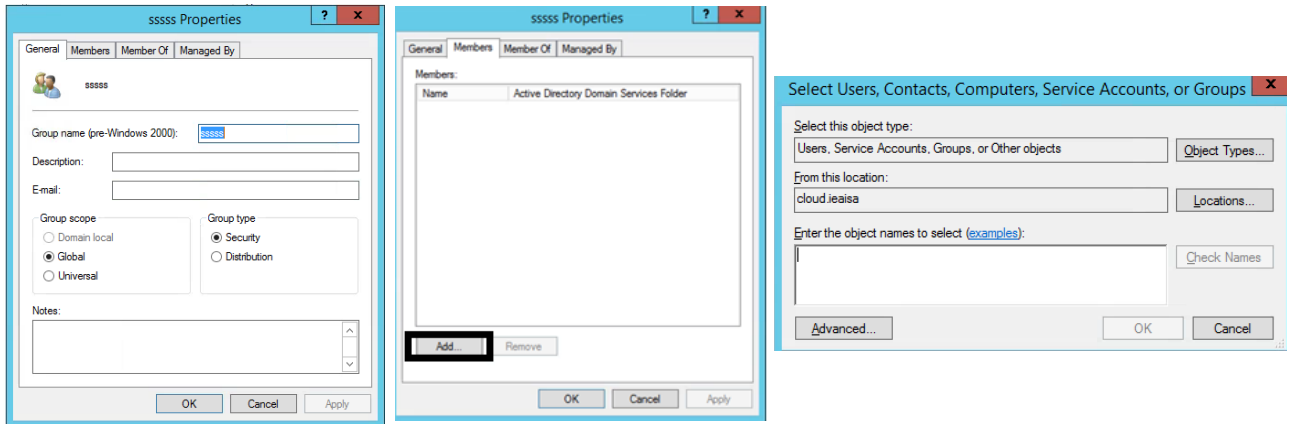 sssss Properties
? x
General Members Member Of Managed By
sssss
Group name (pre-Windows 2000): sssss
Description:
E-mail:
Group scope
Domain local
Global
Universal
Group type
Security
Distribution
Notes:
OK Cancel Apply
sssss Properties
? x
General Members Member Of Managed By
Members:
Name Active Directory Domain Services Folder
Add... Remove
OK Cancel Apply
Select Users, Contacts, Computers, Service Accounts, or Groups x
Select this object type:
Users, Service Accounts, Groups, or Other objects Object Types...
From this location:
cloud.ieaisa Locations...
Enter the object names to select (examples):
Check Names
Advanced... OK Cancel